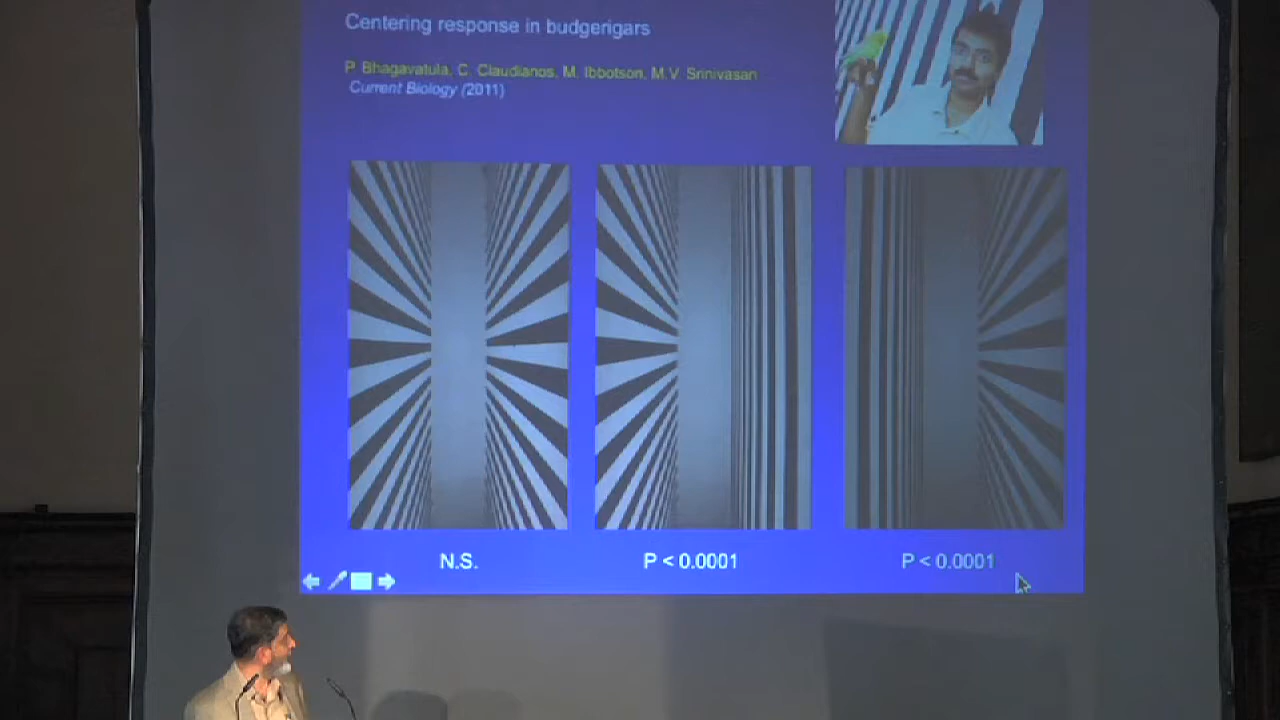 Centering response in budgerigars
P. Bhagavatula, C. Claudianos, M. Ibbotson, M.V. Srinivasan
Current Biology (2011)
N.S.
P < 0.0001
P < 0.0001